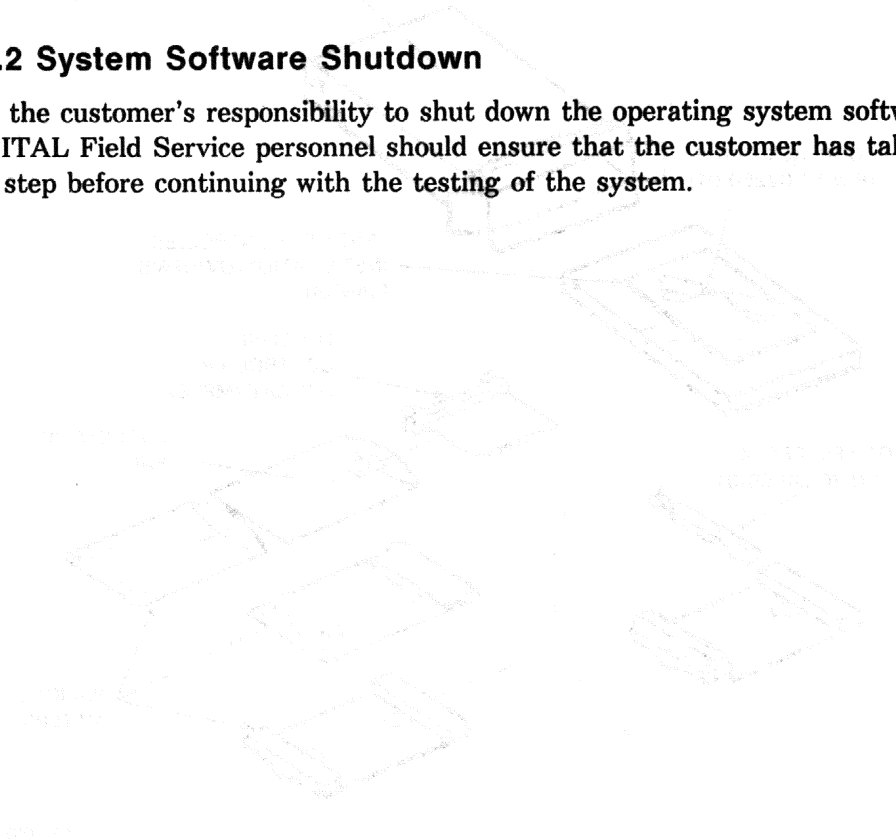 .2 System Software Shutdown
the customer's responsibility to shut down the operating system softw
ITAL Field Service personnel should ensure that the customer has tal
step before continuing with the testing of the system.